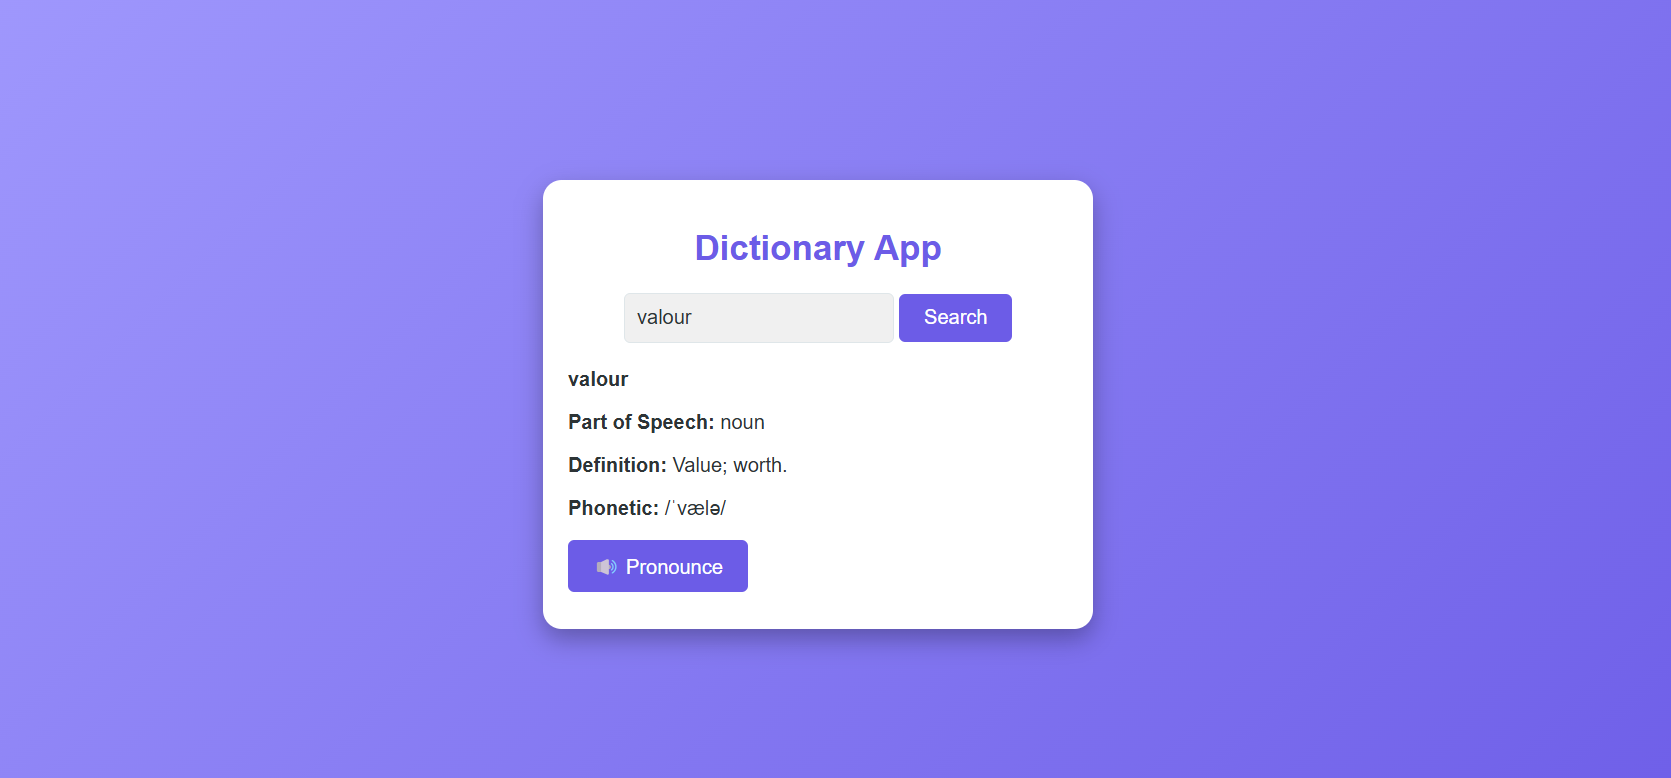 Dictionary App
valour Search
valour
Part of Speech: noun
Definition: Value; worth.
Phonetic: /ˈvælə/
🔊 Pronounce